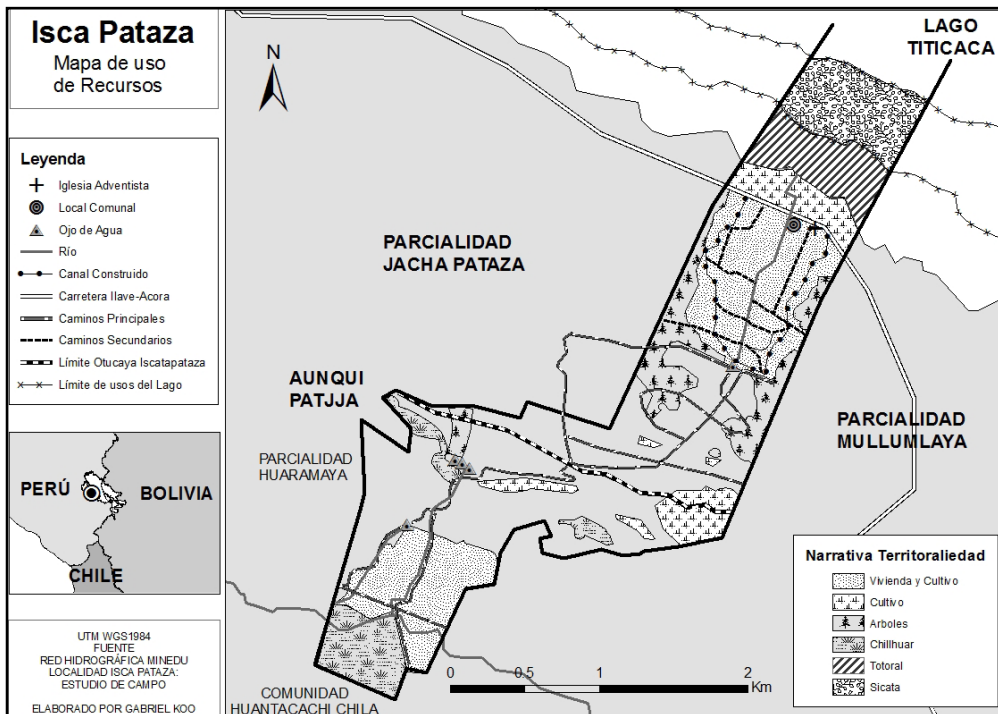 Isca Pataza
Mapa de uso
de Recursos
Leyenda
Iglesia Adventista
Local Comunal
Ojo de Agua
Río
Canal Construido
Carretera Ilave-Acora
Caminos Principales
Caminos Secundarios
Límite Otucaya Iscatapataza
Límite de usos del Lago
PERÚ
BOLIVIA
CHILE
UTM WGS1984
FUENTE
RED HIDROGRÁFICA MINEDU
LOCALIDAD ISCA PATAZA:
ESTUDIO DE CAMPO
ELABORADO POR GABRIEL KOO
N
LAGO
TITICACA
PARCIALIDAD
JACHA PATAZA
AUNQUI
PATJJA
PARCIALIDAD
HUARAMAYA
PARCIALIDAD
MULLUMLAYA
COMUNIDAD
HUANTACACHI CHILA
0 0.5 1 2
Km
Narrativa Territoraliedad
Vivienda y Cultivo
Cultivo
Arboles
Chillhuar
Totoral
Sicata